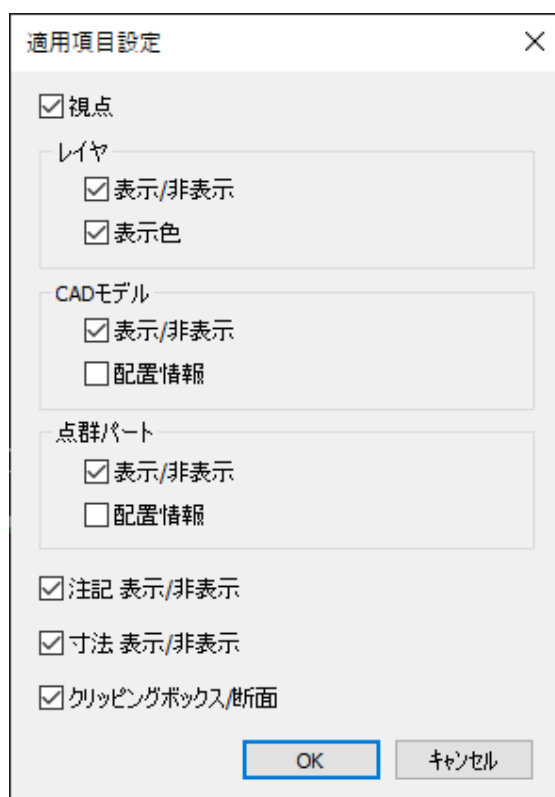 適用項目設定
視点
レイヤ
表示/非表示
表示色
CADモデル
表示/非表示
配置情報
点群パート
表示/非表示
配置情報
注記 表示/非表示
寸法 表示/非表示
クリッピングボックス/断面
OK キャンセル